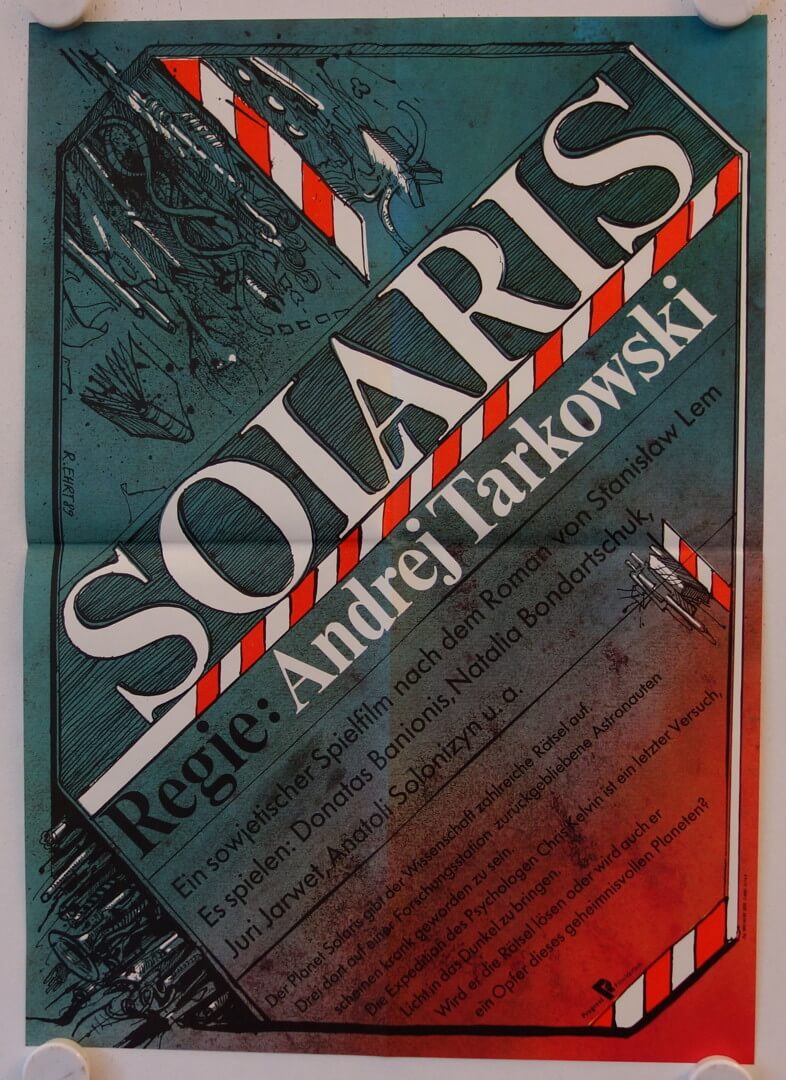 SOLARIS
Regie: Andrej Tarkowski
Ein sowjetischer Spielfilm nach dem Roman von Stanisław Lem
Es spielen: Donatas Banionis, Natalia Bondartschuk,
Juri Jarwet, Anatoli Solonizyn u. a.
Der Planet Solaris gibt der Wissenschaft zahlreiche Rätsel auf.
Drei dort auf einer Forschungsstation zurückgebliebene Astronauten
scheinen krank geworden zu sein.
Die Expedition des Psychologen Chris Kelvin ist ein letzter Versuch,
Licht in das Dunkel zu bringen.
Wird er die Rätsel lösen oder wird auch er
ein Opfer dieses geheimnisvollen Planeten?
R. EHRT 89
Progress